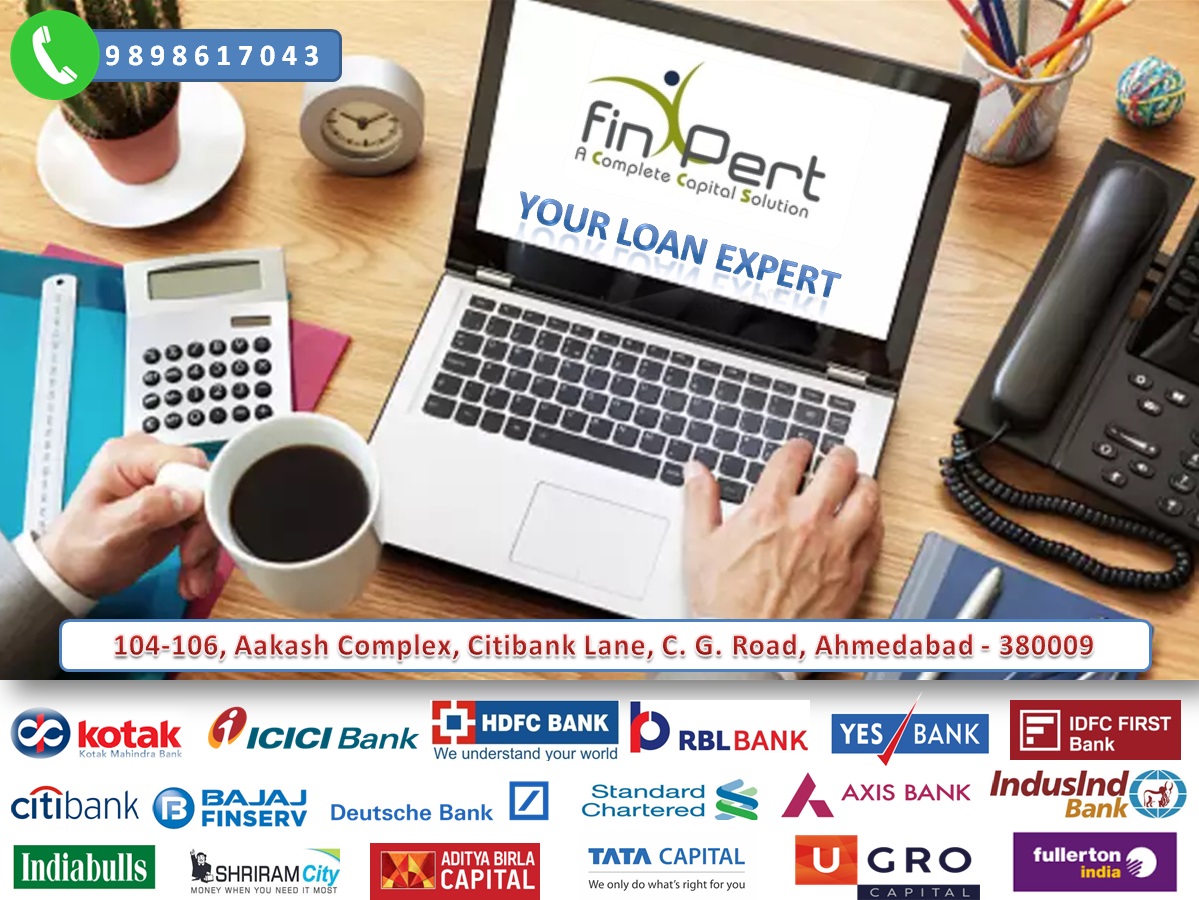 9898617043
finXpert
A Complete Capital Solution
YOUR LOAN EXPERT
104-106, Aakash Complex, Citibank Lane, C. G. Road, Ahmedabad - 380009
kotak
Kotak Mahindra Bank
ICICI Bank
HDFC BANK
We understand your world
RBL BANK
YES BANK
IDFC FIRST
Bank
citibank
BAJAJ
FINSERV
Deutsche Bank
Standard
Chartered
AXIS BANK
IndusInd
Bank
Indiabulls
SHRIRAM City
MONEY WHEN YOU NEED IT MOST
ADITYA BIRLA
CAPITAL
TATA CAPITAL
We only do what's right for you
U GRO
CAPITAL
fullerton
india